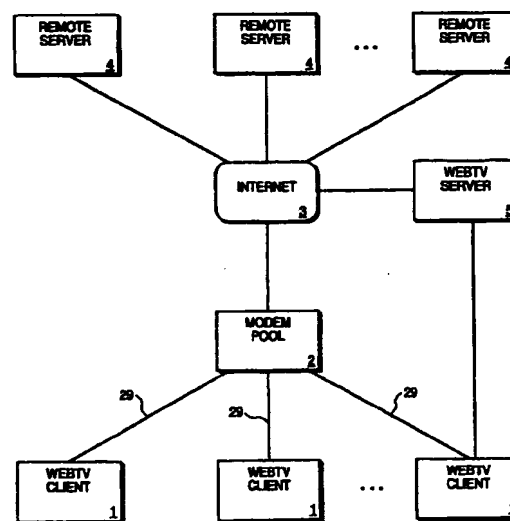 REMOTE
SERVER
4
REMOTE
SERVER
4
...
REMOTE
SERVER
4
INTERNET
3
WEBTV
SERVER
5
MODEM
POOL
2
29
29
29
WEBTV
CLIENT
1
WEBTV
CLIENT
1
...
WEBTV
CLIENT
1